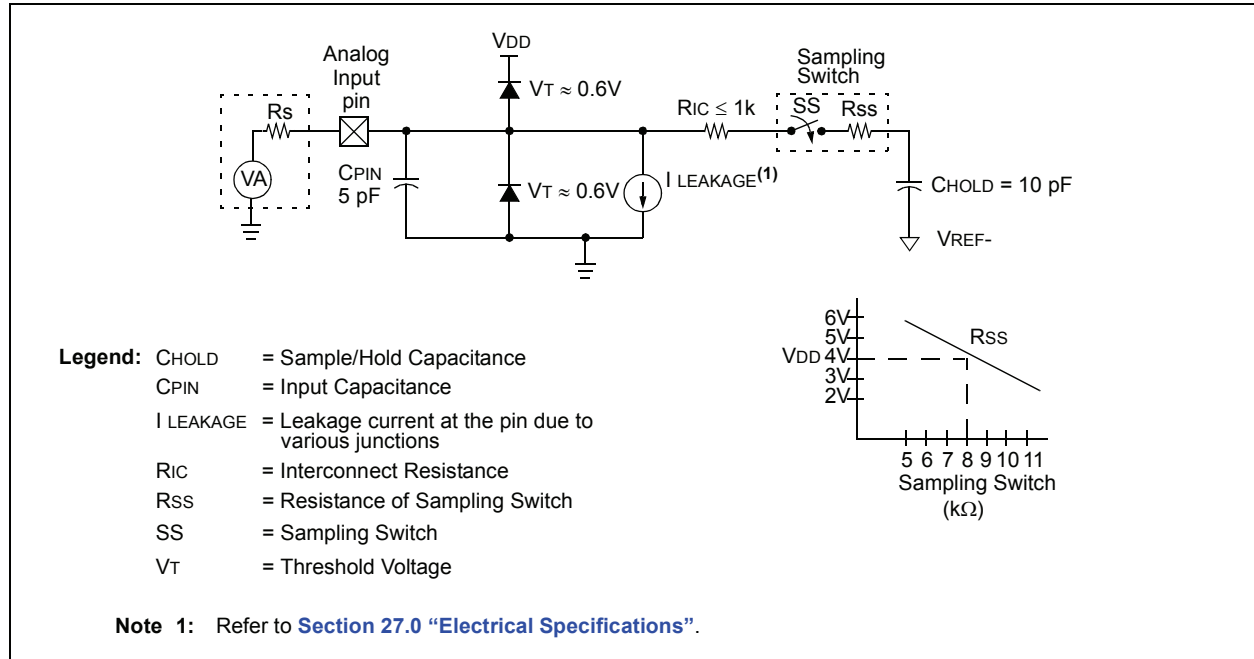 VDD
Analog
Input
pin
Sampling
Switch
VT ≈ 0.6V
RIC ≤ 1k
SS
RSS
Rs
VA
CPIN
5 pF
VT ≈ 0.6V
I LEAKAGE(1)
CHOLD = 10 pF
VREF-
6V
5V
VDD 4V
3V
2V
RSS
5 6 7 8 9 10 11
Sampling Switch
(kΩ)
Legend: CHOLD = Sample/Hold Capacitance
CPIN = Input Capacitance
I LEAKAGE = Leakage current at the pin due to
various junctions
RIC = Interconnect Resistance
RSS = Resistance of Sampling Switch
SS = Sampling Switch
VT = Threshold Voltage
Note 1: Refer to Section 27.0 “Electrical Specifications”.